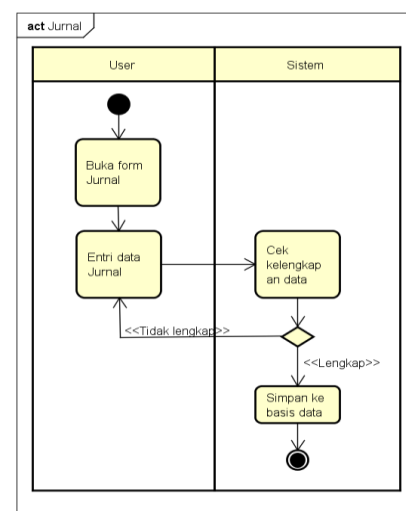 act Jurnal
User
Sistem
Buka form
Jurnal
Entri data
Jurnal
Cek
kelengkap
an data
<<Tidak lengkap>>
<<Lengkap>>
Simpan ke
basis data